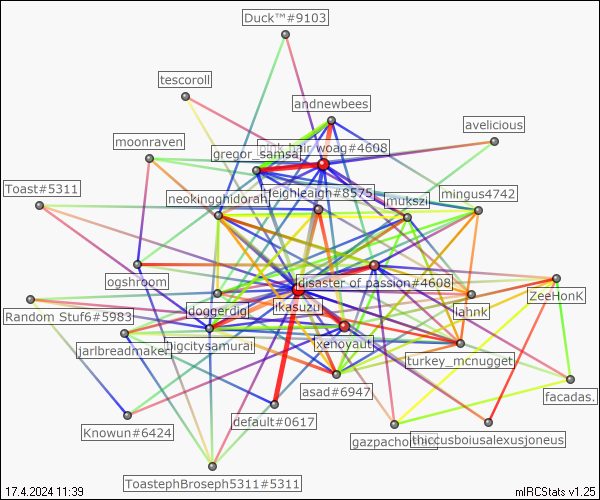 Duck™#9103
tescoroll
andnewbees
avelicious
moonraven
pink hair woag#4608
gregor_samsa
Toast#5311
neokingghidorah
Heighleaigh#8575
mukszi
mingus4742
ogshroom
disaster of passion#4608
ZeeHonK
Random Stuf6#5983
doggerdig
ikasuzu
lahnk
jarlbreadmaker
bigcitysamurai
xenoyaut
turkey_mcnugget
asad#6947
facadas.
Knowun#6424
default#0617
gazpacho
thiccusboiusalexusjoneus
ToastephBroseph5311#5311
17.4.2024 11:39
mIRCStats v1.25